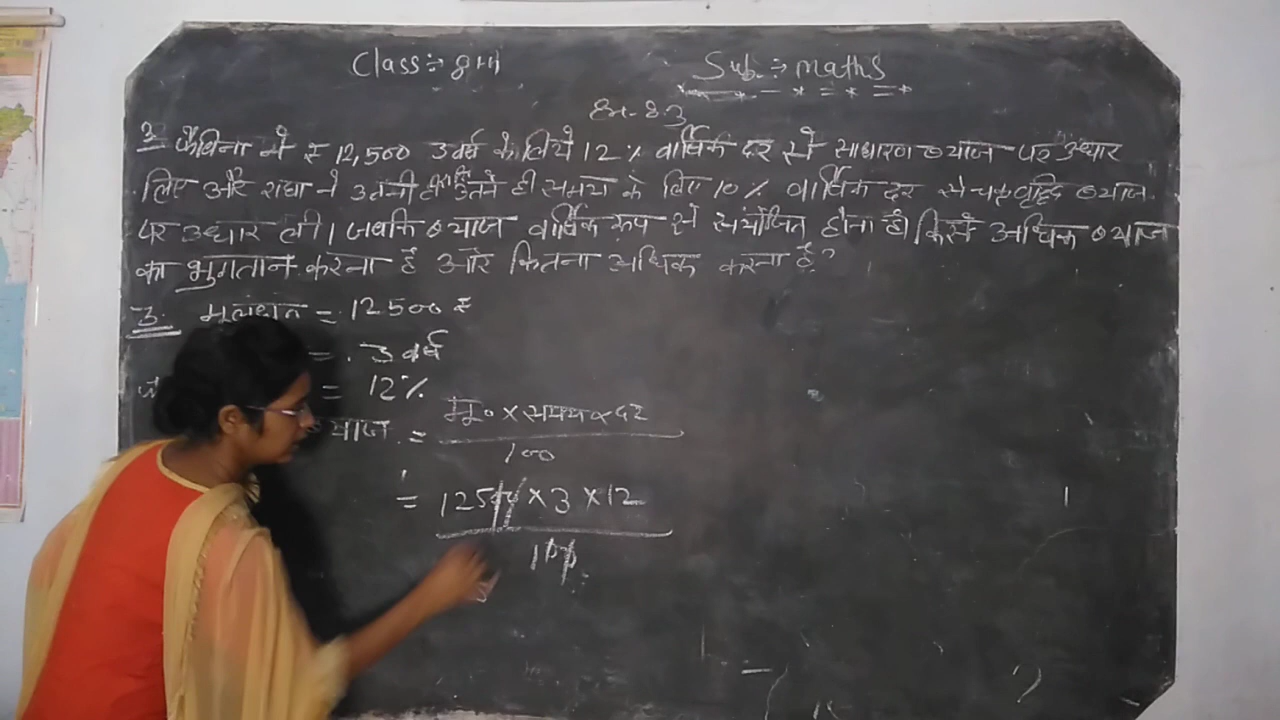 Class :- 8th Sub. :- maths
Ex - 8.3
3. फैबिना ने ₹ 12,500 3 वर्ष के लिये 12 % वार्षिक दर से साधारण ब्याज पर उधार
लिए और राधा ने उतनी ही राशि उतने ही समय के लिए 10 % वार्षिक दर से चक्रवृद्धि ब्याज
पर उधार ली। जबकि ब्याज वार्षिक रूप से संयोजित होना है। किसे अधिक ब्याज
का भुगतान करना है और कितना अधिक करना है?
3. मूलधन = 12500 ₹
= 3 वर्ष
= 12%
ब्याज = मू० × समय × दर
100
= 12500 × 3 × 12
100